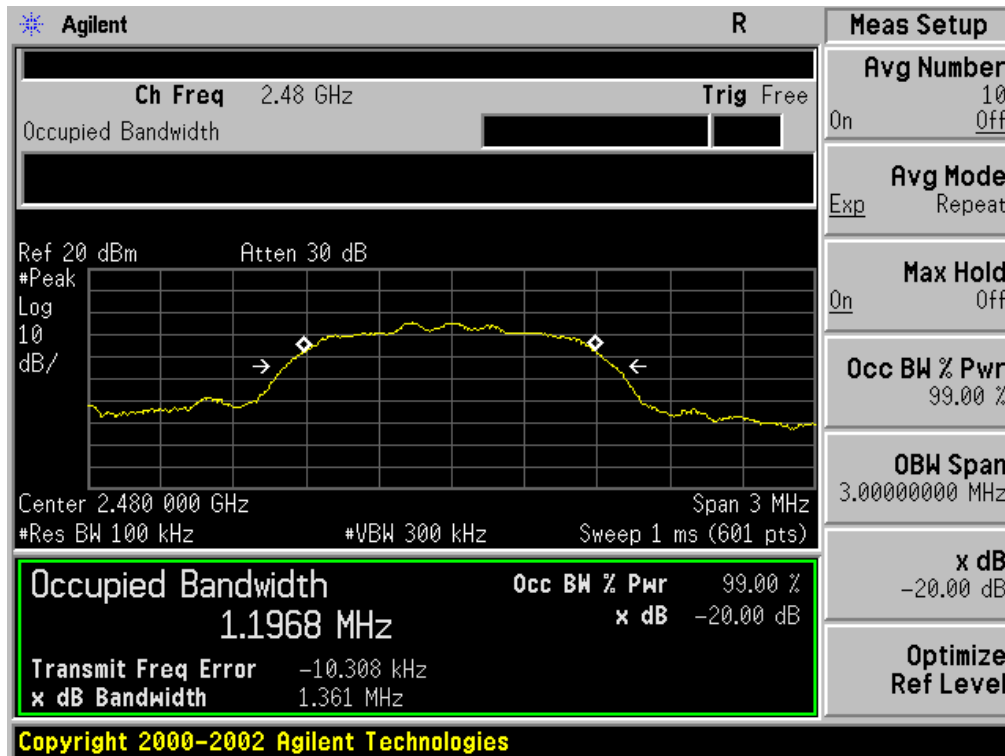 Agilent R
Ch Freq 2.48 GHz Trig Free
Occupied Bandwidth
Ref 20 dBm Atten 30 dB
#Peak
Log
10
dB/
Center 2.480 000 GHz Span 3 MHz
#Res BW 100 kHz #VBW 300 kHz Sweep 1 ms (601 pts)
Occupied Bandwidth
1.1968 MHz
Occ BW % Pwr 99.00 %
x dB -20.00 dB
Transmit Freq Error -10.308 kHz
x dB Bandwidth 1.361 MHz
Copyright 2000-2002 Agilent Technologies
Meas Setup
Avg Number
10
On Off
Avg Mode
Exp Repeat
Max Hold
On Off
Occ BW % Pwr
99.00 %
OBW Span
3.00000000 MHz
x dB
-20.00 dB
Optimize
Ref Level